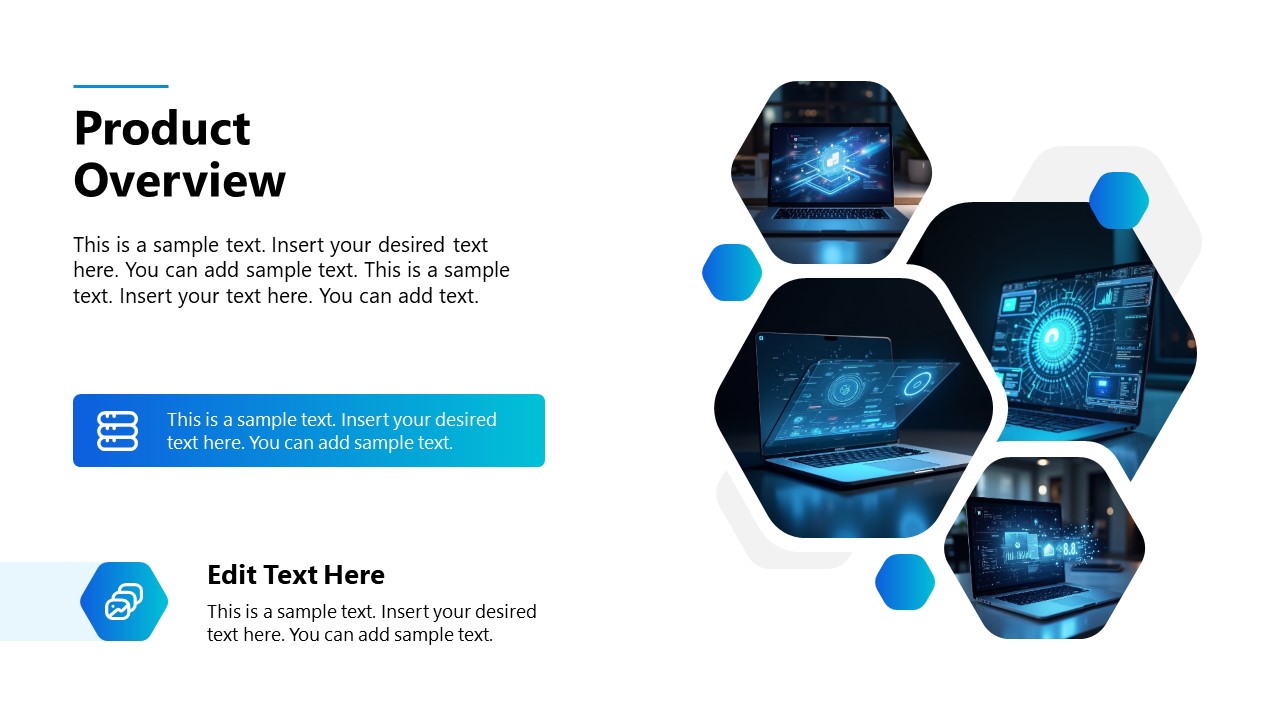 Product
Overview
This is a sample text. Insert your desired text
here. You can add sample text. This is a sample
text. Insert your text here. You can add text.
This is a sample text. Insert your desired
text here. You can add sample text.
Edit Text Here
This is a sample text. Insert your desired
text here. You can add sample text.